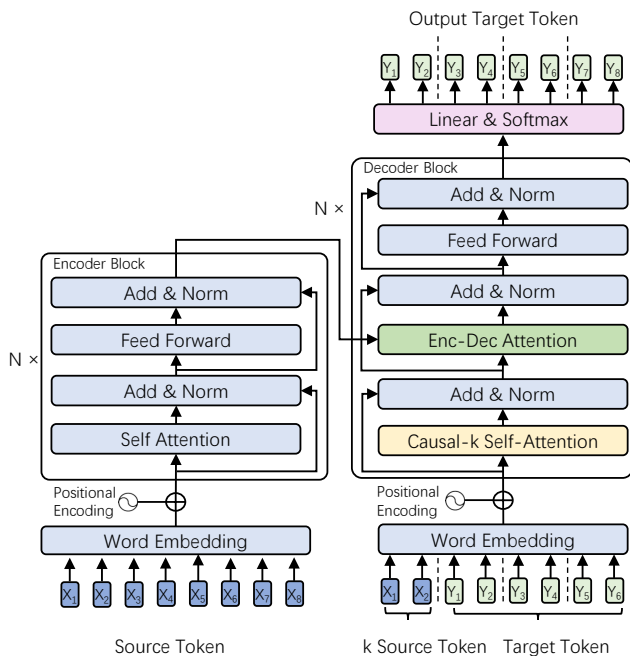 Output Target Token
Y1 Y2 Y3 Y4 Y5 Y6 Y7 Y8
Linear & Softmax
Decoder Block
Add & Norm
N ×
Feed Forward
Add & Norm
Enc-Dec Attention
Add & Norm
Causal-k Self-Attention
Positional
Encoding
Word Embedding
X1 X2 Y1 Y2 Y3 Y4 Y5 Y6
k Source Token Target Token
Encoder Block
Add & Norm
N ×
Feed Forward
Add & Norm
Self Attention
Positional
Encoding
Word Embedding
X1 X2 X3 X4 X5 X6 X7 X8
Source Token